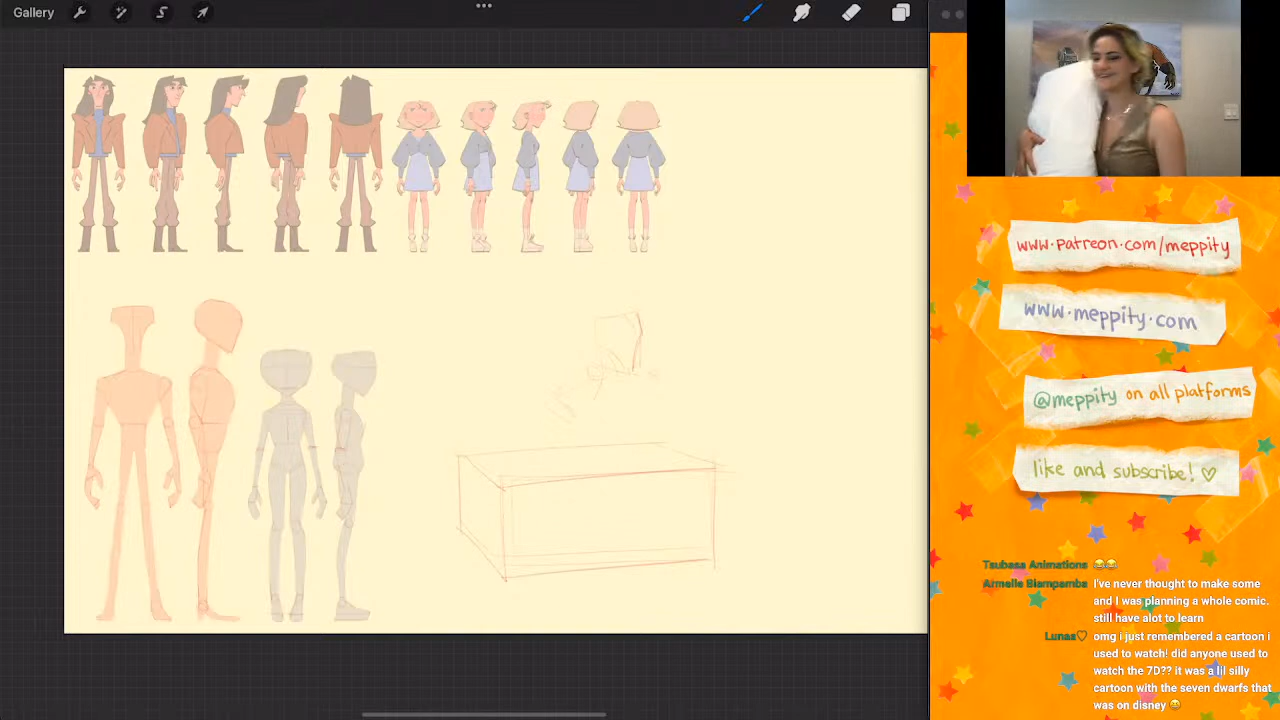 Gallery
www.patreon.com/meppity
www.meppity.com
@meppity on all platforms
like and subscribe! ♡
Tsubasa Animations 😂😂
Armelle Biampamba I've never thought to make some
and I was planning a whole comic.
still have alot to learn
Lunas♡ omg i just remembered a cartoon i
used to watch! did anyone used to
watch the 7D?? it was a lil silly
cartoon with the seven dwarfs that
was on disney 😄